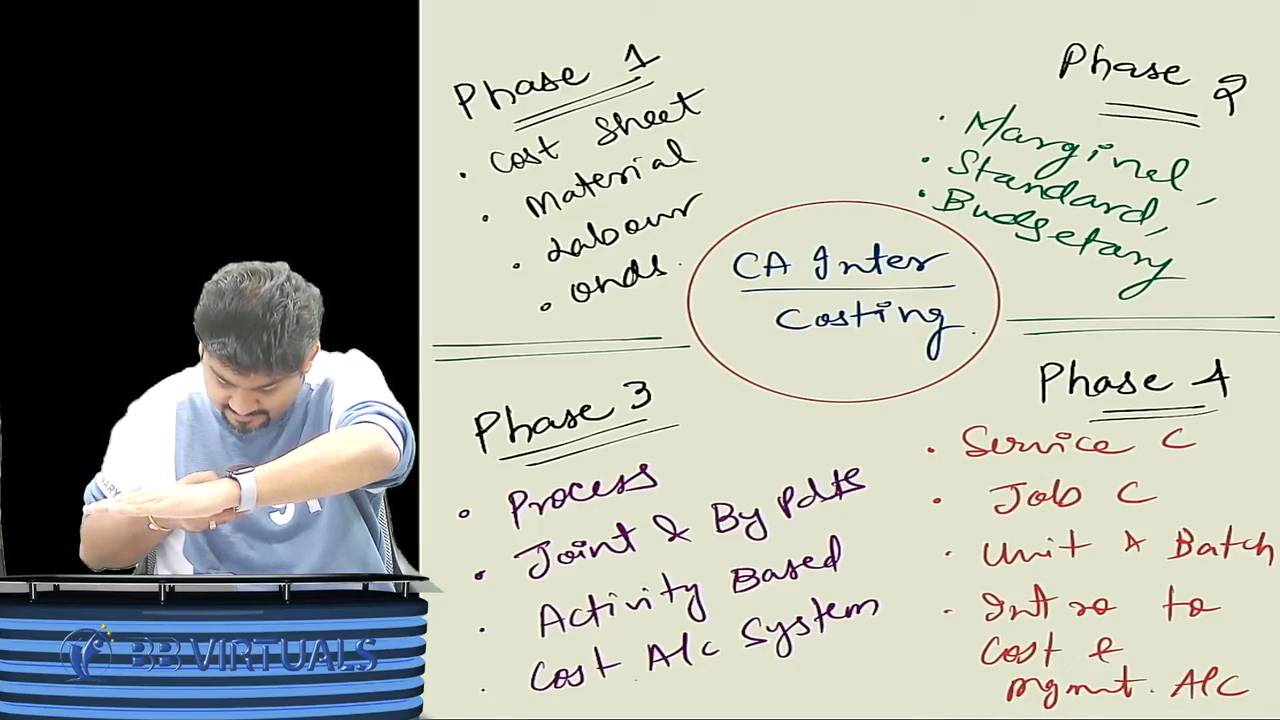 Phase 1
• Cost Sheet
• Material
• Labour
• OHDs.
Phase 2
• Marginal,
• Standard,
• Budgetary
CA Inter
Costing.
Phase 3
• Process
• Joint & By Pdts
• Activity Based
• Cost A/c System
Phase 4
• Service C
• Job C
• Unit & Batch
• Intro to
Cost &
Mgmt. A/C
BB VIRTUALS